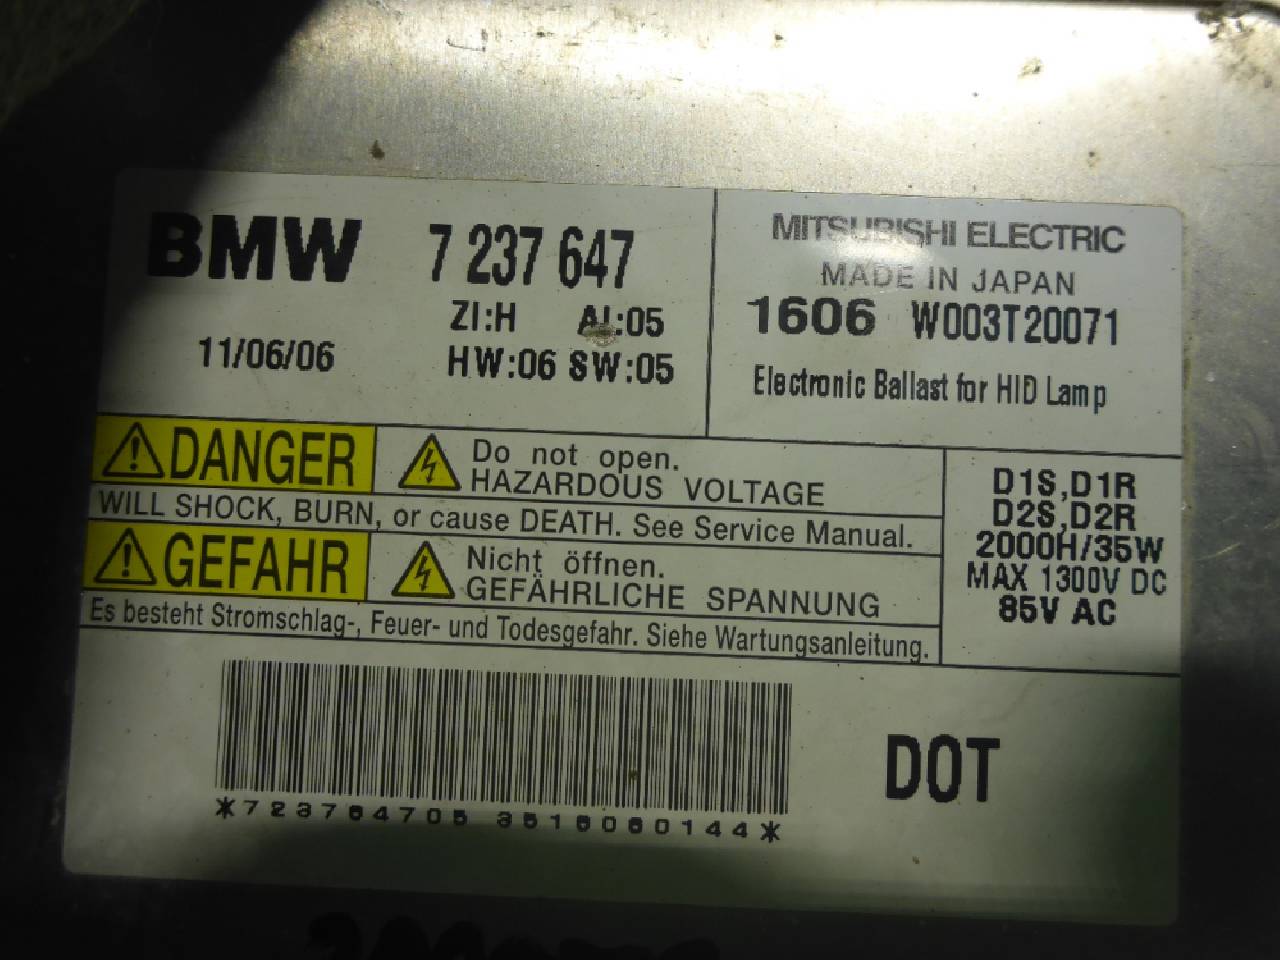 BMW 7 237 647
ZI:H AI:05
11/06/06 HW:06 SW:05
MITSUBISHI ELECTRIC
MADE IN JAPAN
1606 W003T20071
Electronic Ballast for HID Lamp
DANGER
Do not open.
HAZARDOUS VOLTAGE
WILL SHOCK, BURN, or cause DEATH. See Service Manual.
GEFAHR
Nicht öffnen.
GEFÄHRLICHE SPANNUNG
Es besteht Stromschlag-, Feuer- und Todesgefahr. Siehe Wartungsanleitung.
D1S,D1R
D2S,D2R
2000H/35W
MAX 1300V DC
85V AC
*723764705 3516060144*
DOT